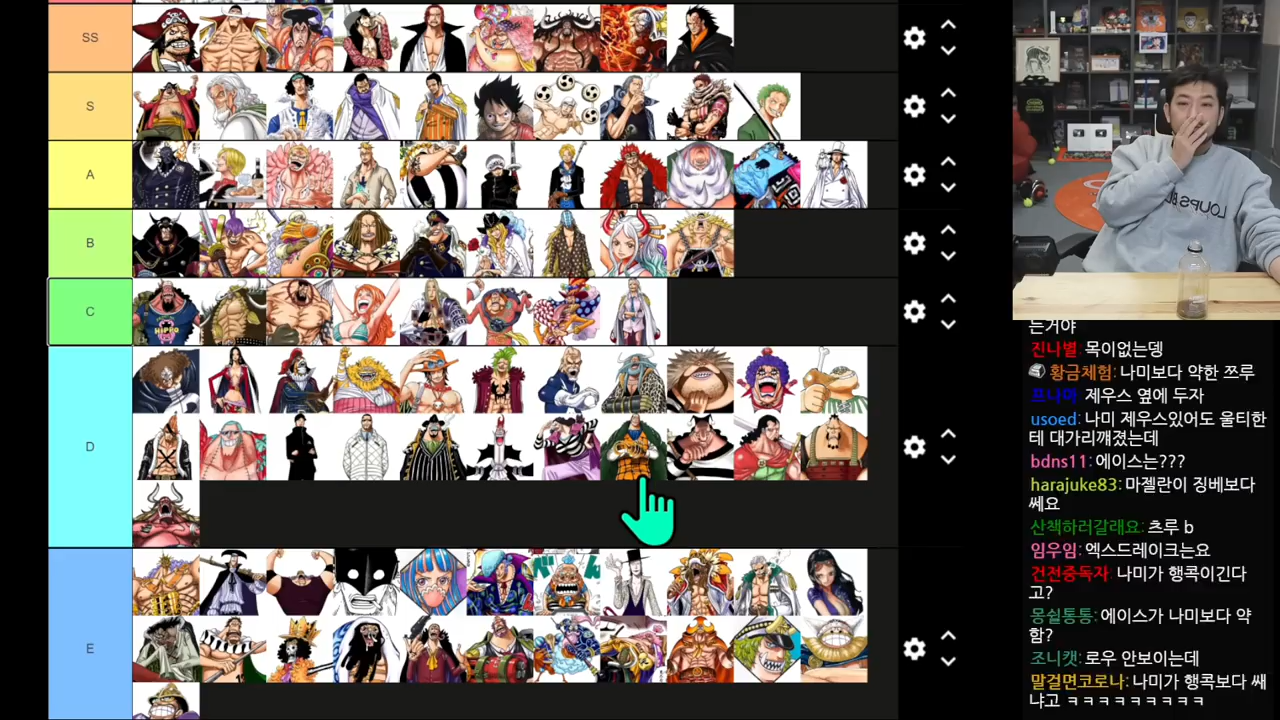 SS
S
A
B
C
D
E
HIPPO
는거야
진나별: 목이없는뎅
황금체험: 나미보다 약한 쯔루
프나아: 제우스 옆에 두자
usoed: 나미 제우스있어도 울티한
테 대가리깨졌는데
bdns11: 에이스는???
harajuke83: 마젤란이 징베보다
쎄요
산책하러갈래요: 츠루 b
임우임: 엑스드레이크는요
건전중독자: 나미가 행콕이긴다
고?
몽쉴통통: 에이스가 나미보다 약
함?
조니캣: 로우 안보이는데
말걸면코로나: 나미가 행콕보다 쌔
냐고 ㅋㅋㅋㅋㅋㅋㅋㅋㅋ